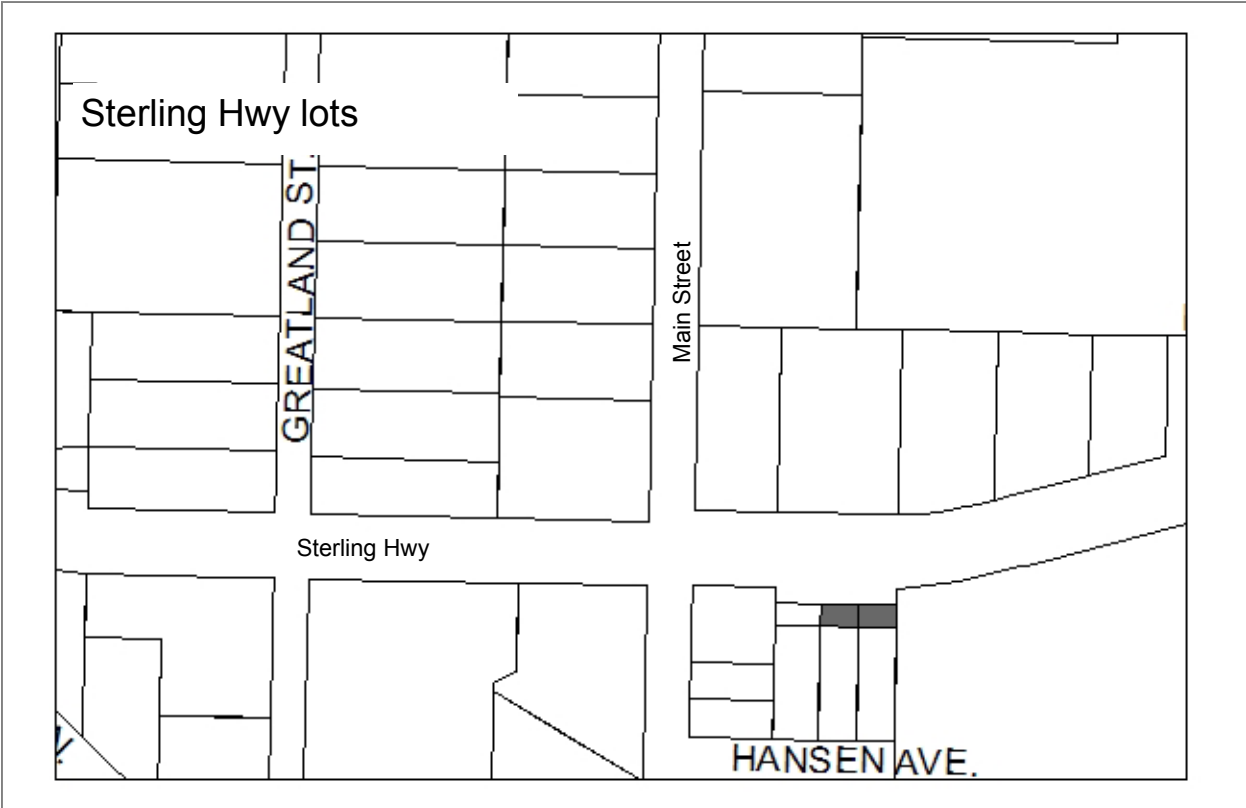 Sterling Hwy lots
GREATLAND ST.
Main Street
Sterling Hwy
HANSEN AVE.